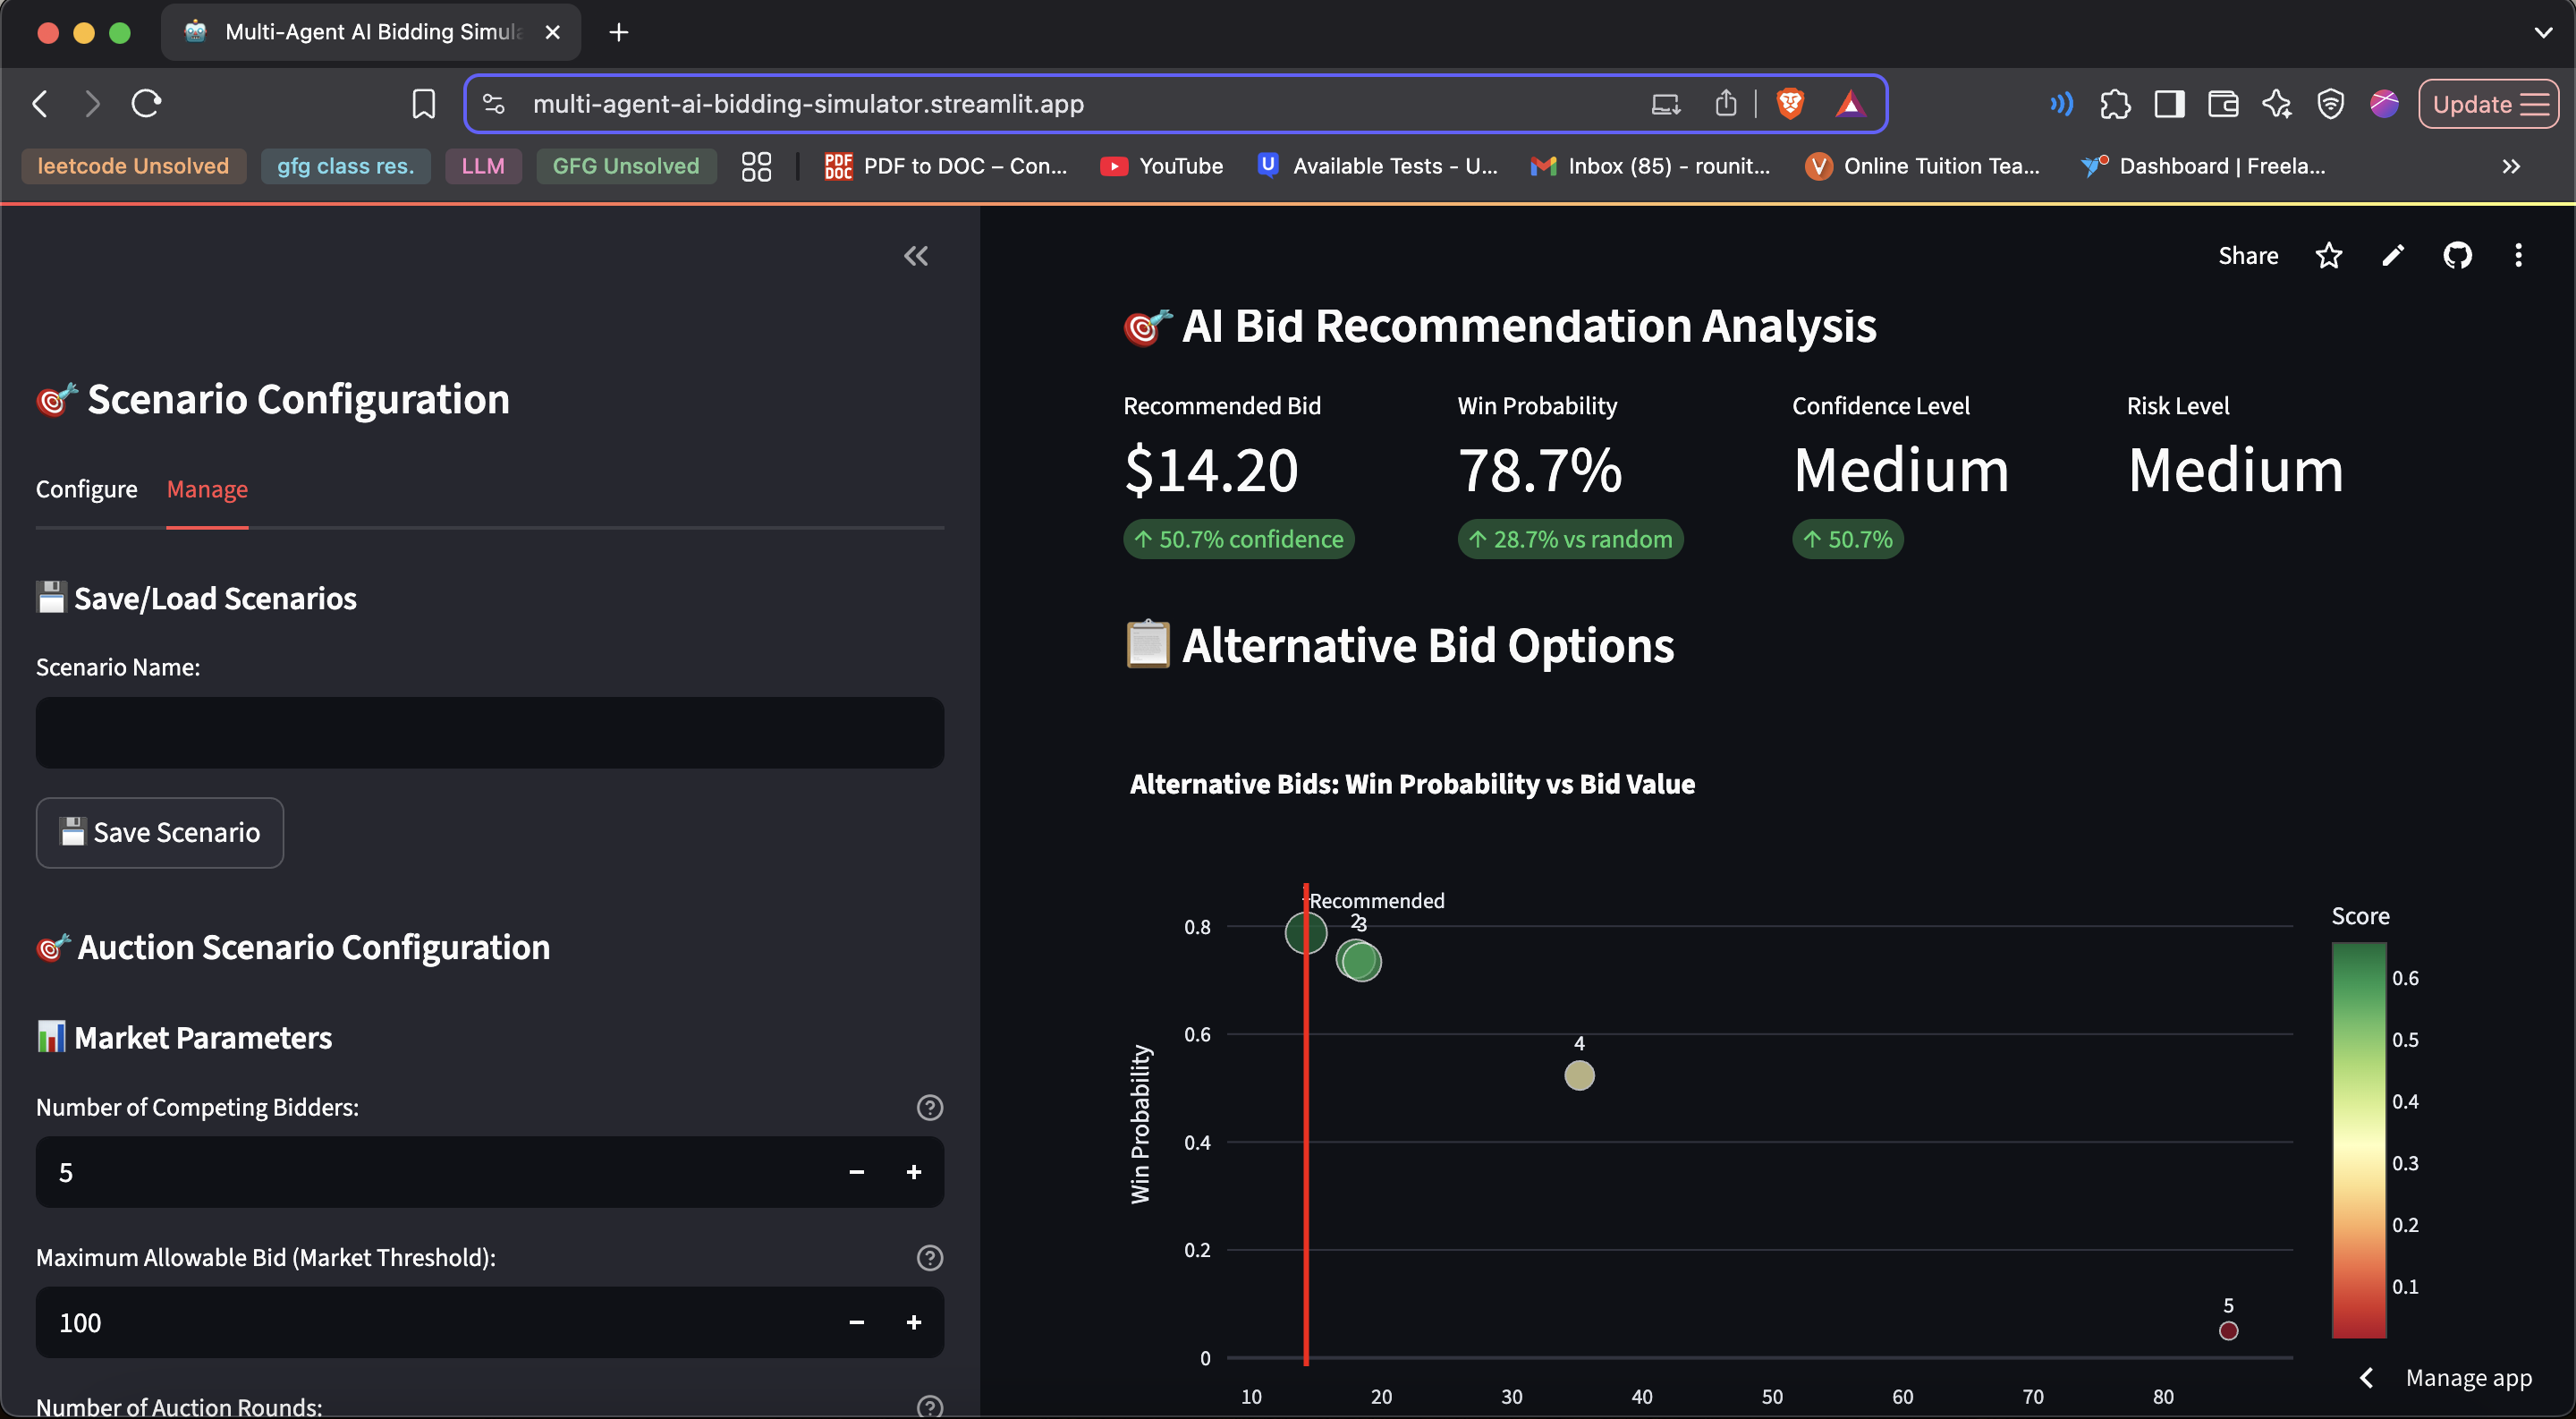 Multi-Agent AI Bidding Simula
multi-agent-ai-bidding-simulator.streamlit.app
Update
leetcode Unsolved
gfg class res.
LLM
GFG Unsolved
PDF DOC
PDF to DOC – Con...
YouTube
Available Tests - U...
Inbox (85) - rounit...
Online Tuition Tea...
Dashboard | Freela...
Scenario Configuration
Configure
Manage
Save/Load Scenarios
Scenario Name:
Save Scenario
Auction Scenario Configuration
Market Parameters
Number of Competing Bidders:
5
Maximum Allowable Bid (Market Threshold):
100
Number of Auction Rounds:
Share
AI Bid Recommendation Analysis
Recommended Bid
$14.20
↑ 50.7% confidence
Win Probability
78.7%
↑ 28.7% vs random
Confidence Level
Medium
↑ 50.7%
Risk Level
Medium
Alternative Bid Options
Alternative Bids: Win Probability vs Bid Value
Recommended
2
3
4
5
Win Probability
0.8
0.6
0.4
0.2
0
10
20
30
40
50
60
70
80
Score
0.6
0.5
0.4
0.3
0.2
0.1
Manage app